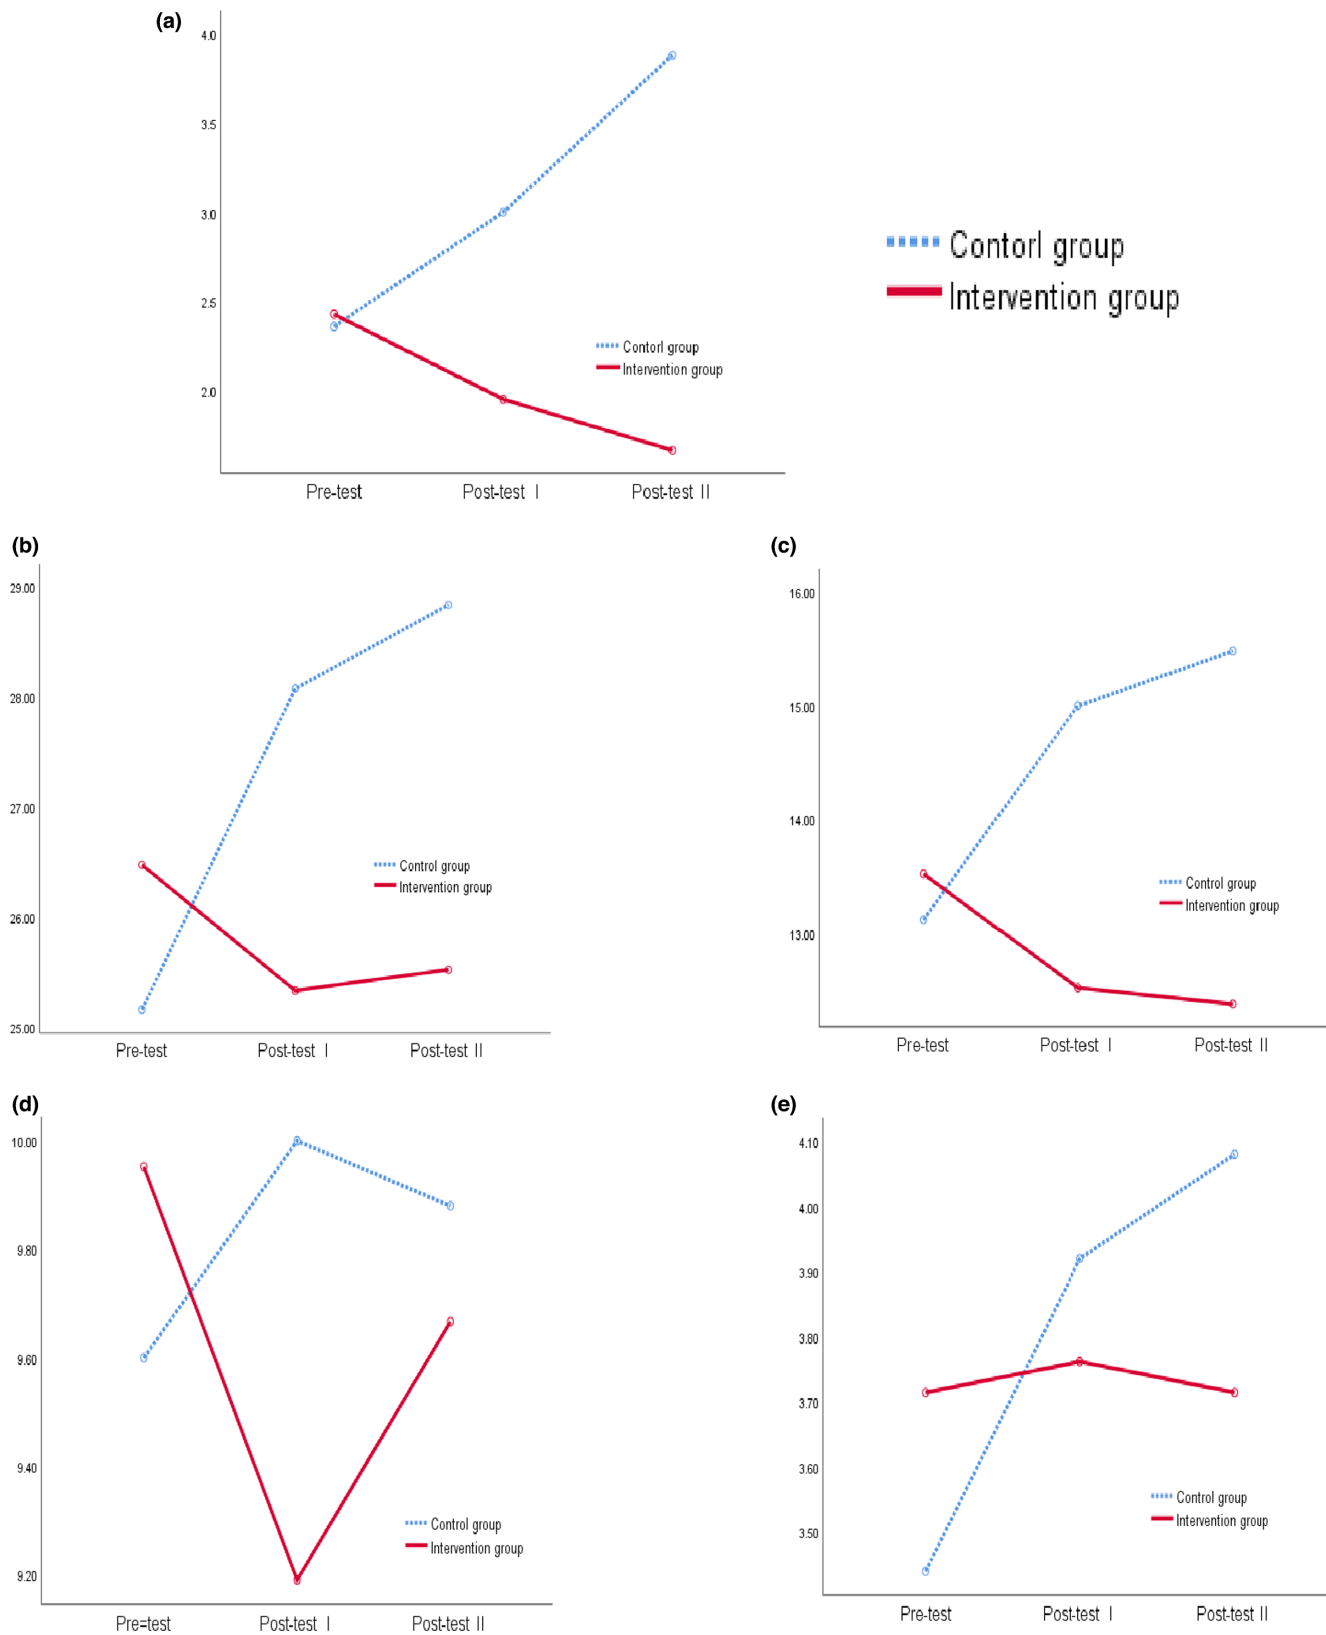 (a)
4.0
3.5
3.0
2.5
2.0
Contorl group
Intervention group
Pre-test Post-test I Post-test II
Contorl group
Intervention group
(b)
29.00
28.00
27.00
26.00
25.00
Control group
Intervention group
Pre-test Post-test I Post-test II
(c)
16.00
15.00
14.00
13.00
Control group
Intervention group
Pre-test Post-test I Post-test II
(d)
10.00
9.80
9.60
9.40
9.20
Control group
Intervention group
Pre=test Post-test I Post-test II
(e)
4.10
4.00
3.90
3.80
3.70
3.60
3.50
Control group
Intervention group
Pre-test Post-test I Post-test II